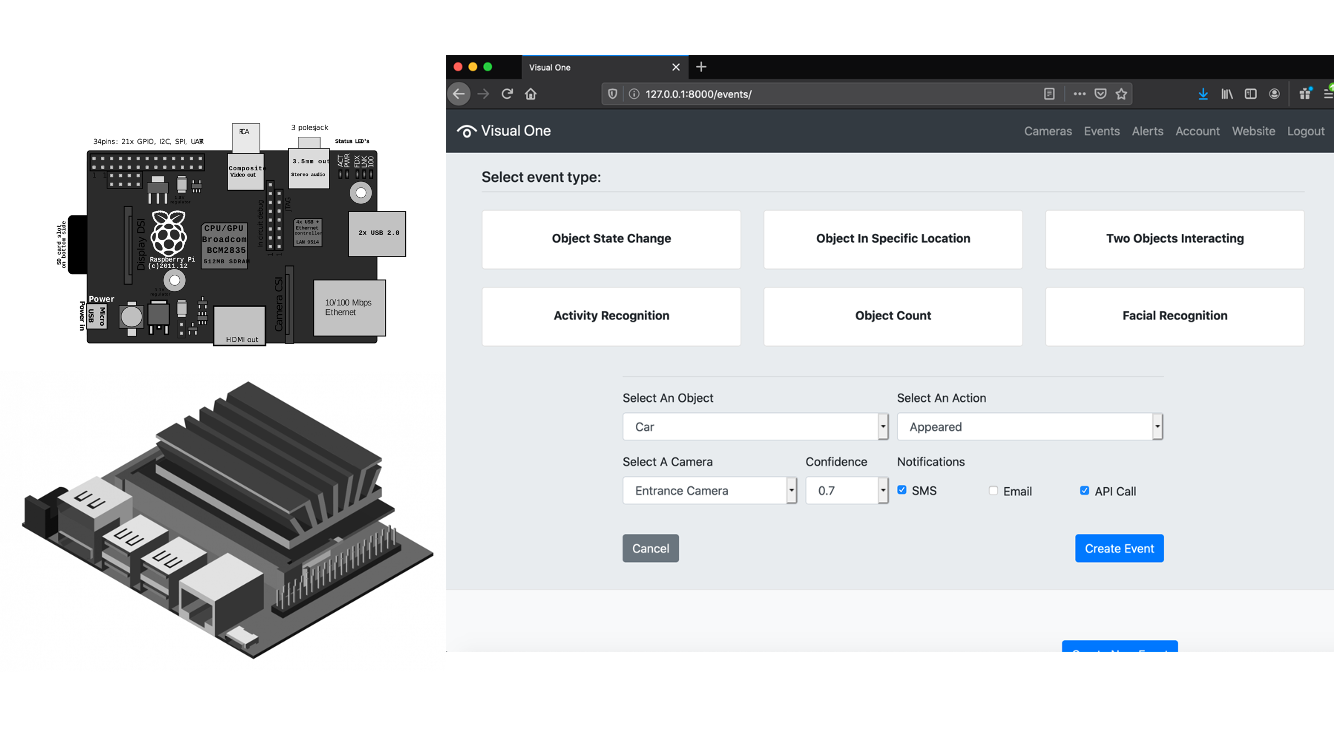 RCA
3 polesjack
34pins: 21x GPIO, I2C, SPI, UART
Status LED's
Composite
Video out
3.5mm out
Stereo audio
ACT
PWR
FDX
LNK
100
JTAG
SD card slot
on bottom side
Display DSI
CPU/GPU
Broadcom
BCM2835
512MB SDRAM
4x USB +
Ethernet
controller
LAN 9514
2x USB 2.0
Raspberry Pi
(c)2011.12
Power
Micro
USB
Power in
Camera CSI
10/100 Mbps
Ethernet
HDMI out
Visual One
127.0.0.1:8000/events/
Visual One
Cameras Events Alerts Account Website Logout
Select event type:
Object State Change Object In Specific Location Two Objects Interacting
Activity Recognition Object Count Facial Recognition
Select An Object Select An Action
Car Appeared
Select A Camera Confidence Notifications
Entrance Camera 0.7 SMS Email API Call
Cancel Create Event
Create New Event